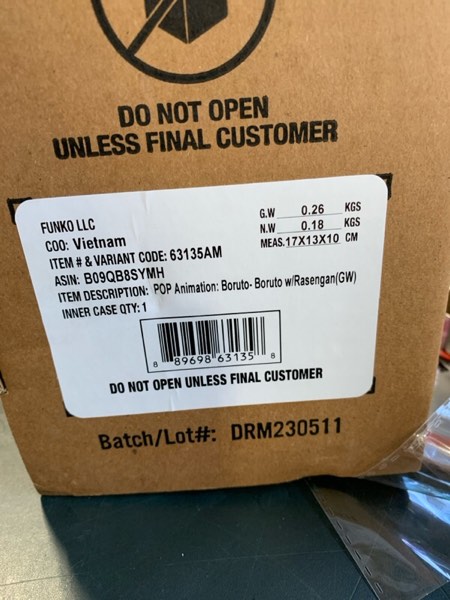 DO NOT OPEN
UNLESS FINAL CUSTOMER
FUNKO LLC
COO: Vietnam
ITEM # & VARIANT CODE: 63135AM
ASIN: B09QB8SYMH
ITEM DESCRIPTION: POP Animation: Boruto- Boruto w/Rasengan(GW)
INNER CASE QTY: 1
G.W 0.26 KGS
N.W 0.18 KGS
MEAS. 17X13X10 CM
8 89698 63135 8
DO NOT OPEN UNLESS FINAL CUSTOMER
Batch/Lot#: DRM230511